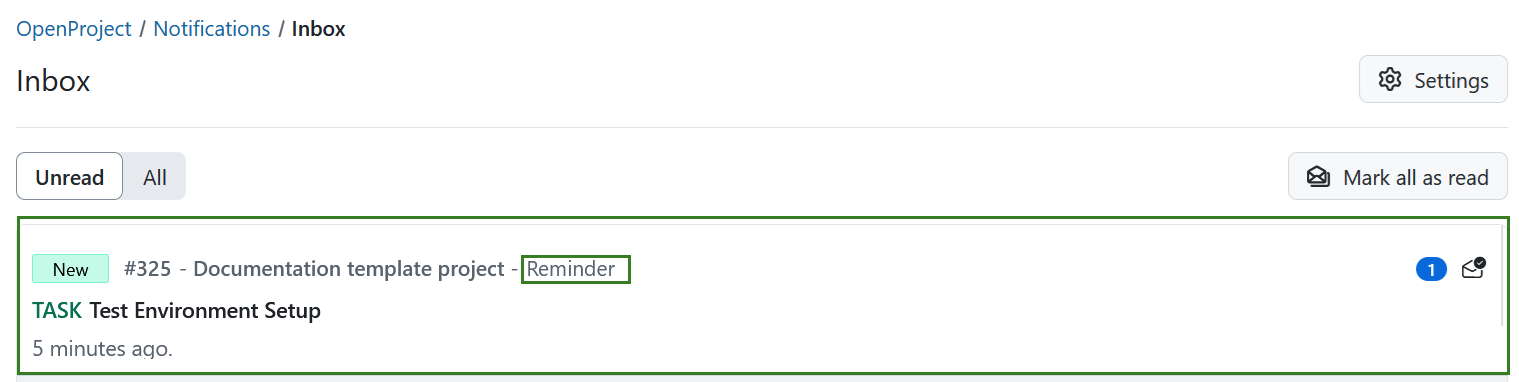 OpenProject / Notifications / Inbox
Inbox
Settings
Unread All
Mark all as read
New #325 - Documentation template project - Reminder
1
TASK Test Environment Setup
5 minutes ago.